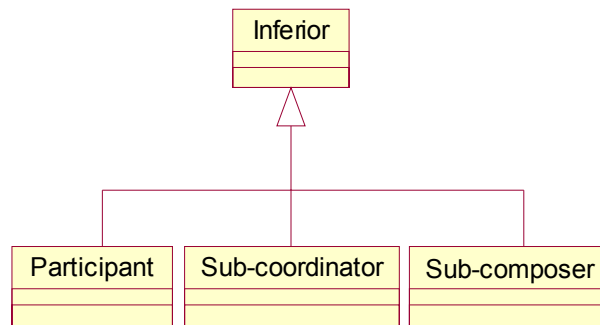 Inferior
Participant
Sub-coordinator
Sub-composer